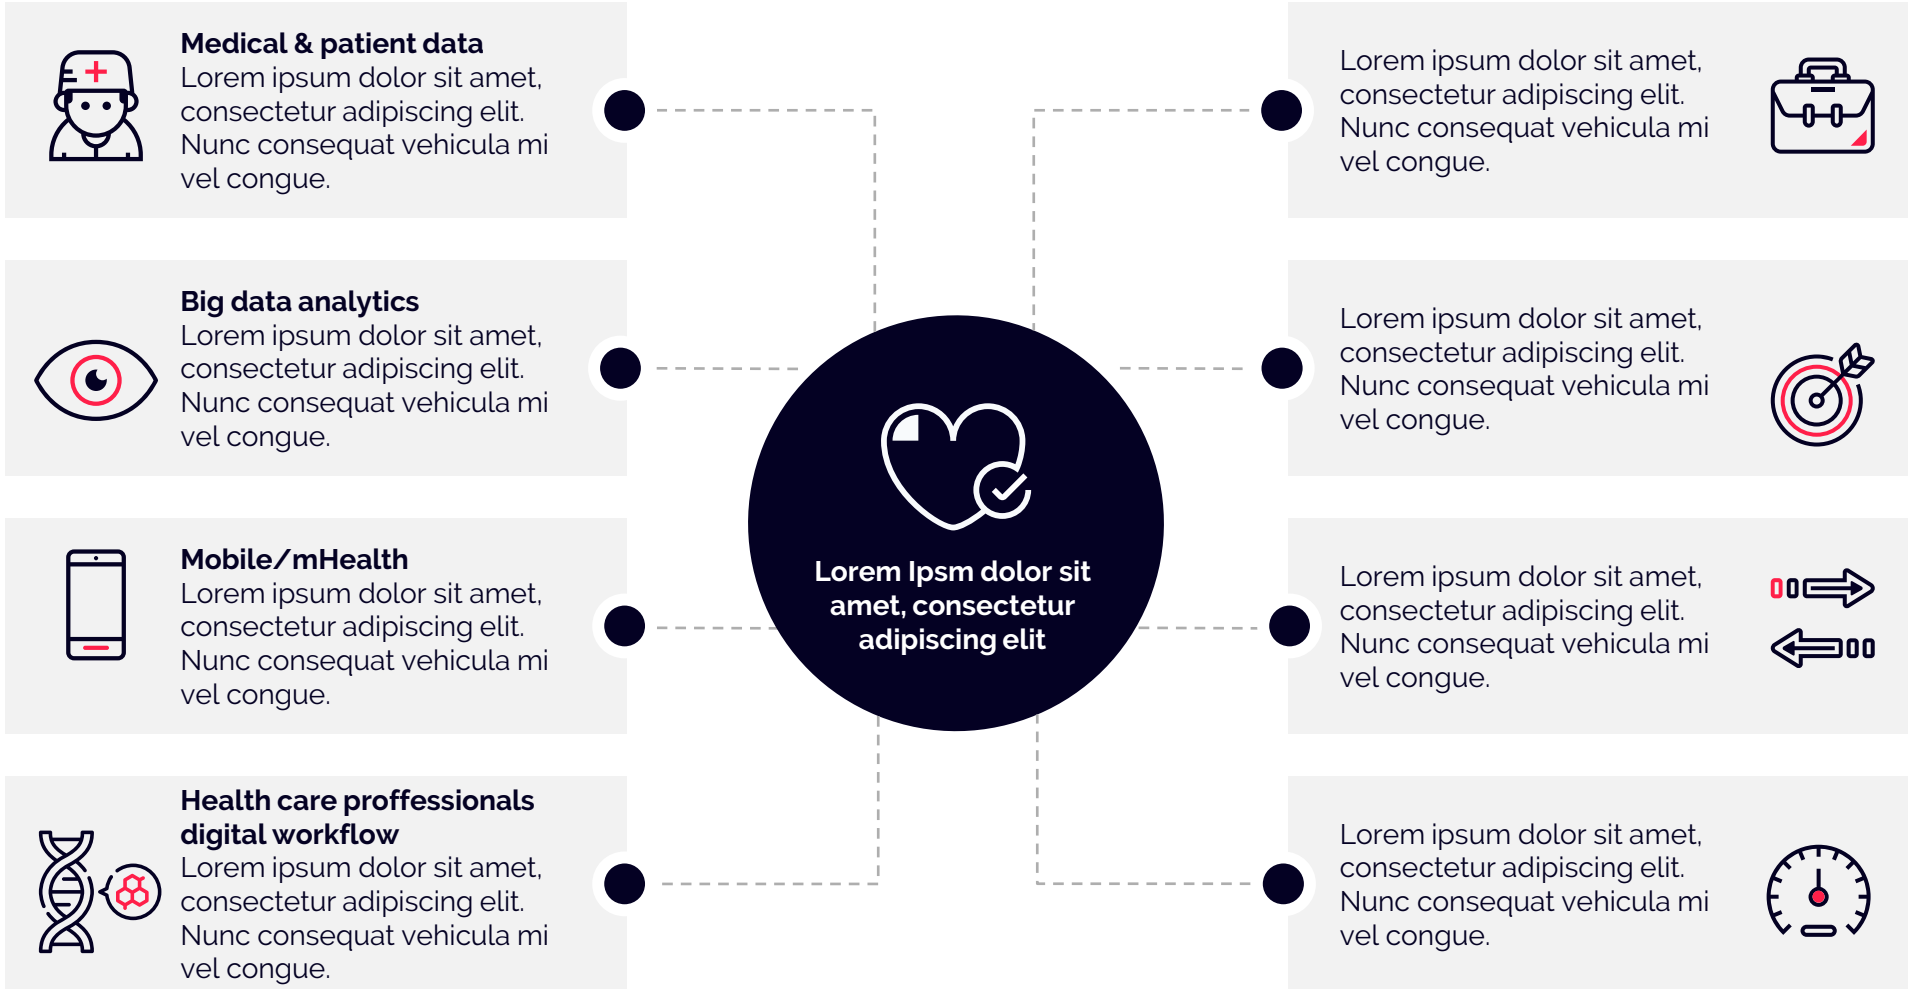 Medical & patient data
Lorem ipsum dolor sit amet,
consectetur adipiscing elit.
Nunc consequat vehicula mi
vel congue.
Big data analytics
Lorem ipsum dolor sit amet,
consectetur adipiscing elit.
Nunc consequat vehicula mi
vel congue.
Mobile/mHealth
Lorem ipsum dolor sit amet,
consectetur adipiscing elit.
Nunc consequat vehicula mi
vel congue.
Health care proffessionals
digital workflow
Lorem ipsum dolor sit amet,
consectetur adipiscing elit.
Nunc consequat vehicula mi
vel congue.
Lorem Ipsm dolor sit
amet, consectetur
adipiscing elit
Lorem ipsum dolor sit amet,
consectetur adipiscing elit.
Nunc consequat vehicula mi
vel congue.
Lorem ipsum dolor sit amet,
consectetur adipiscing elit.
Nunc consequat vehicula mi
vel congue.
Lorem ipsum dolor sit amet,
consectetur adipiscing elit.
Nunc consequat vehicula mi
vel congue.
Lorem ipsum dolor sit amet,
consectetur adipiscing elit.
Nunc consequat vehicula mi
vel congue.